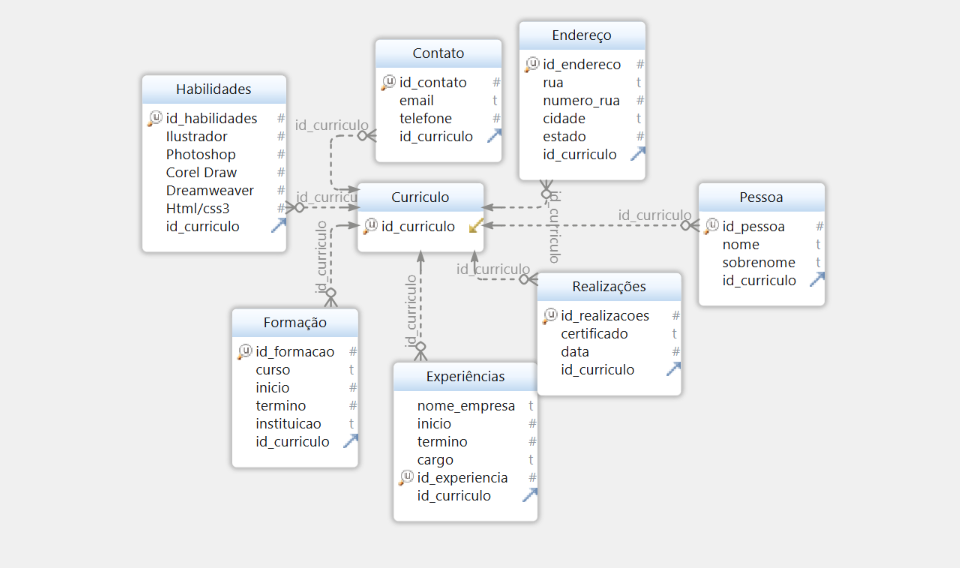 Habilidades
id_habilidades #
Ilustrador #
Photoshop #
Corel Draw #
Dreamweaver #
Html/css3 #
id_curriculo
id_curriculo
Contato
id_contato #
email t
telefone #
id_curriculo
id_curriculo
Endereço
id_endereco #
rua t
numero_rua #
cidade t
estado #
id_curriculo
id_curriculo
Curriculo
id_curriculo
id_curriculo
Pessoa
id_pessoa #
nome t
sobrenome t
id_curriculo
id_curriculo
Formação
id_formacao #
curso t
inicio #
termino #
instituicao t
id_curriculo
id_curriculo
Experiências
nome_empresa t
inicio #
termino #
cargo t
id_experiencia #
id_curriculo
id_curriculo
Realizações
id_realizacoes #
certificado t
data #
id_curriculo